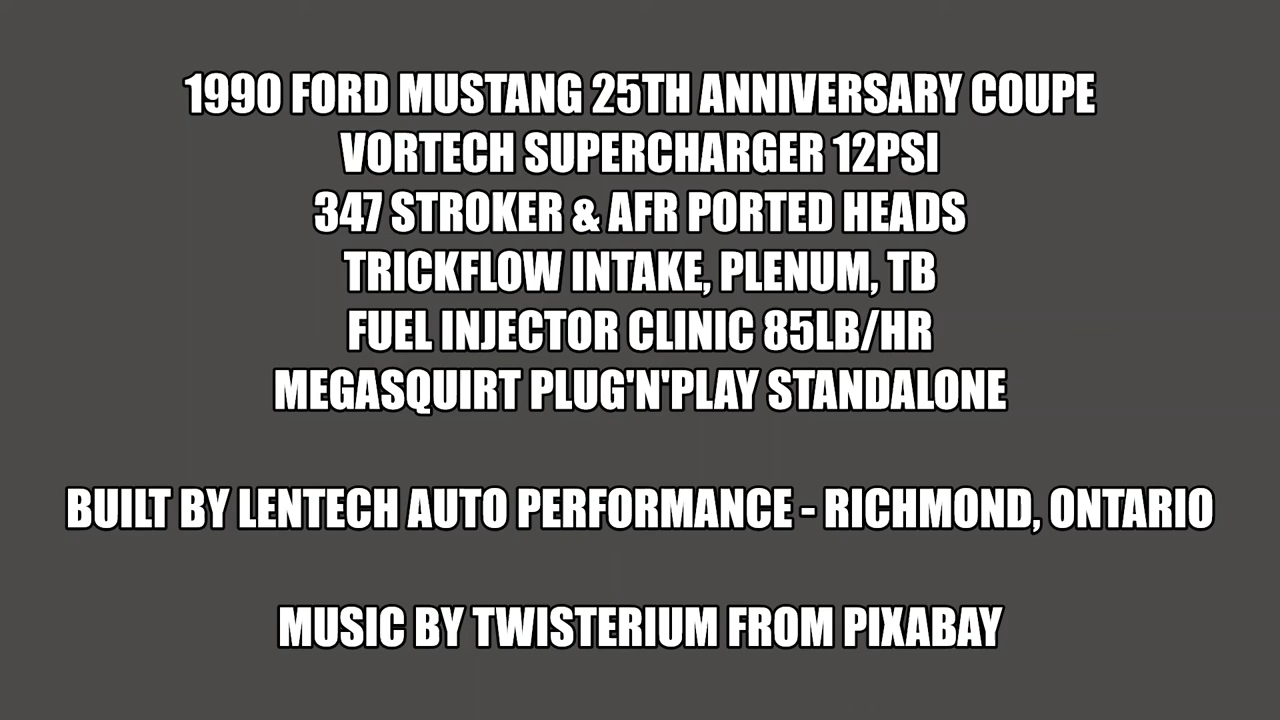 1990 FORD MUSTANG 25TH ANNIVERSARY COUPE
VORTECH SUPERCHARGER 12PSI
347 STROKER & AFR PORTED HEADS
TRICKFLOW INTAKE, PLENUM, TB
FUEL INJECTOR CLINIC 85LB/HR
MEGASQUIRT PLUG'N'PLAY STANDALONE
BUILT BY LENTECH AUTO PERFORMANCE - RICHMOND, ONTARIO
MUSIC BY TWISTERIUM FROM PIXABAY